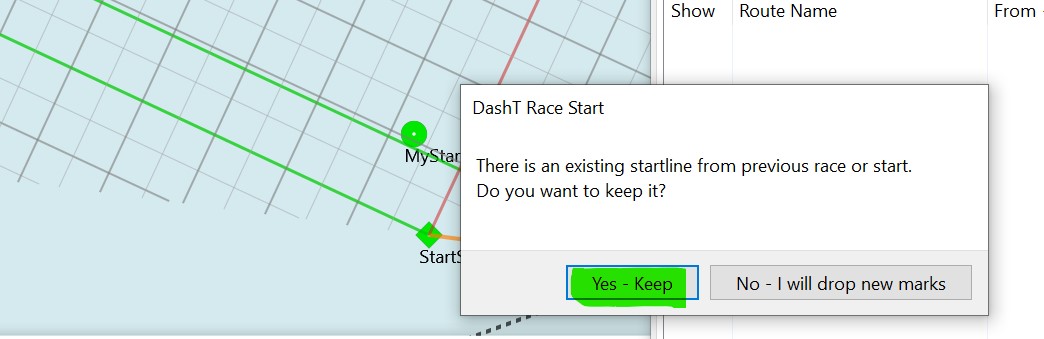 Show Route Name From
DashT Race Start
MyStar
There is an existing startline from previous race or start.
Do you want to keep it?
StartS
Yes - Keep No - I will drop new marks